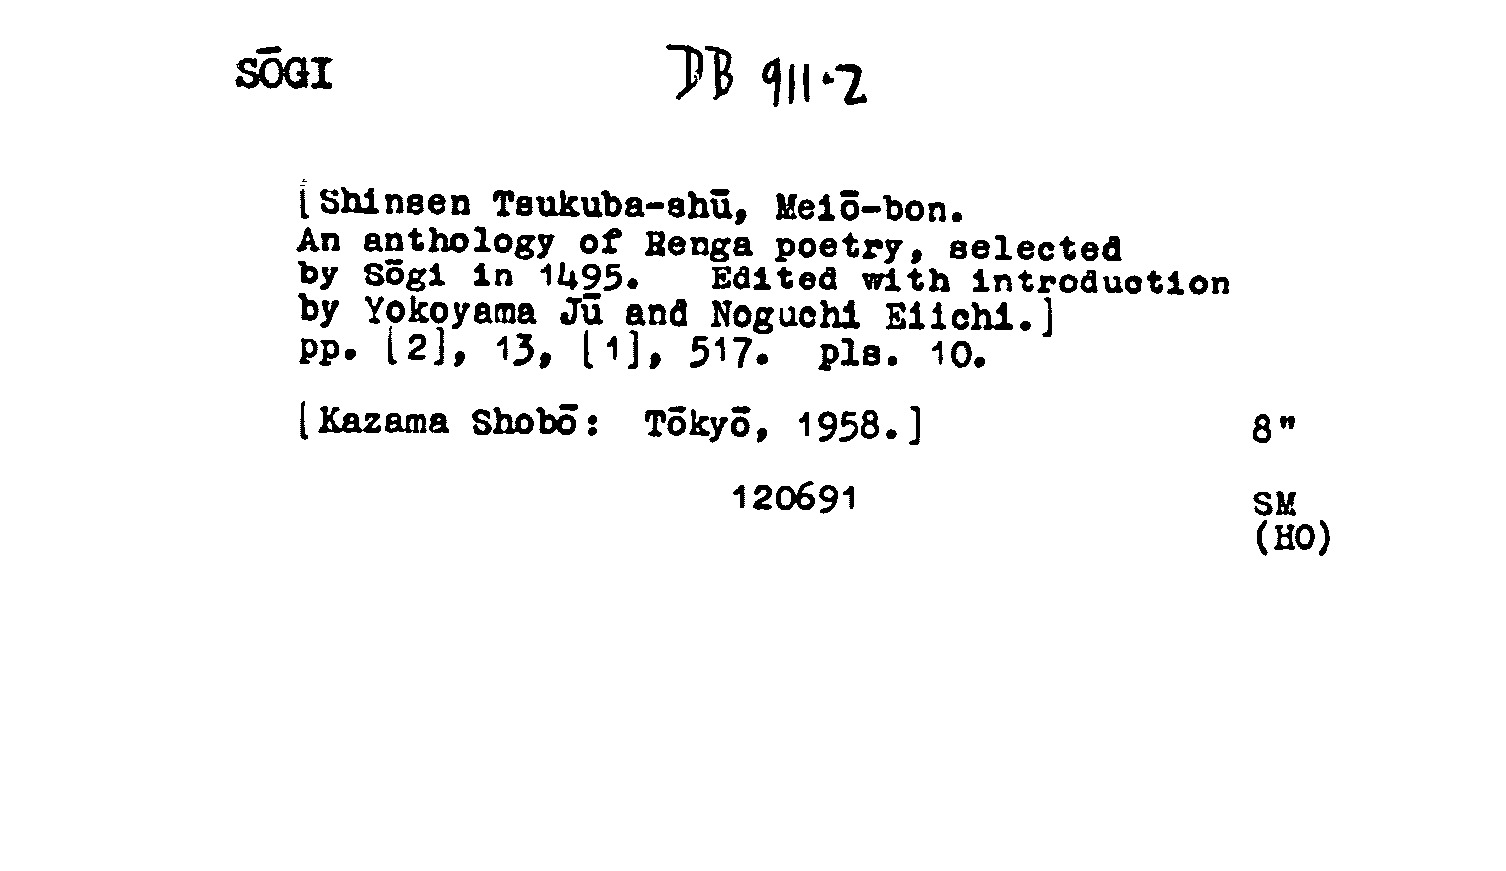 SŌGI DB 911.2
[Shinsen Tsukuba-shū, Meiō-bon.
An anthology of Renga poetry, selected
by Sōgi in 1495. Edited with introduction
by Yokoyama Jū and Noguchi Eiichi.]
pp. [2], 13, [1], 517. pls. 10.
[Kazama Shobō: Tōkyō, 1958.] 8"
120691 SM
(HO)